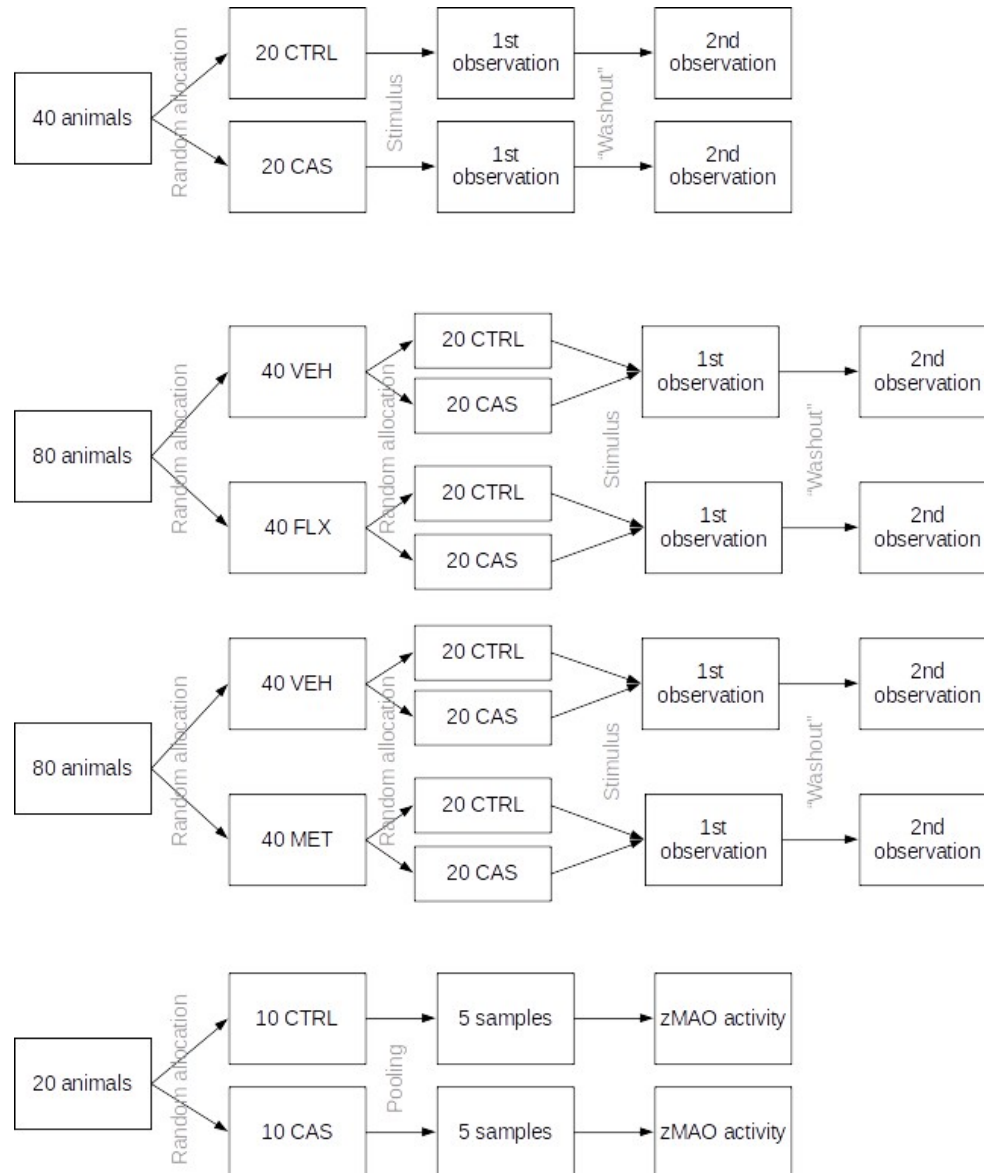 40 animals
Random allocation
20 CTRL
20 CAS
Stimulus
1st
observation
1st
observation
“Washout”
2nd
observation
2nd
observation
80 animals
Random allocation
40 VEH
40 FLX
Random allocation
20 CTRL
20 CAS
20 CTRL
20 CAS
Stimulus
1st
observation
1st
observation
“Washout”
2nd
observation
2nd
observation
80 animals
Random allocation
40 VEH
40 MET
Random allocation
20 CTRL
20 CAS
20 CTRL
20 CAS
Stimulus
1st
observation
1st
observation
“Washout”
2nd
observation
2nd
observation
20 animals
Random allocation
10 CTRL
10 CAS
Pooling
5 samples
5 samples
zMAO activity
zMAO activity